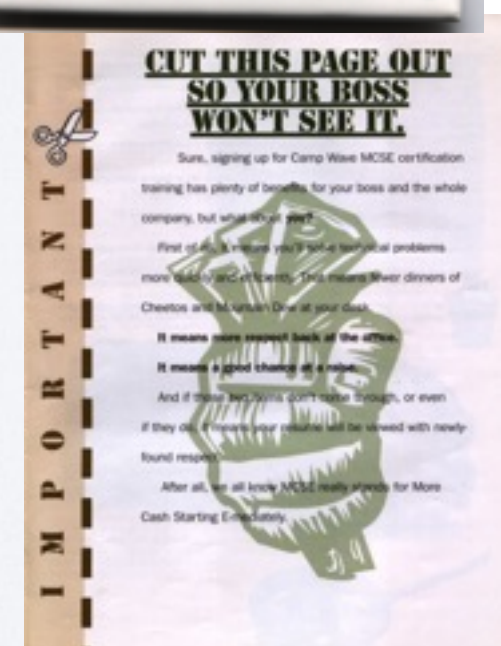 IMPORTANT
CUT THIS PAGE OUT
SO YOUR BOSS
WON'T SEE IT.
Sure, signing up for Camp Wave MCSE certification
training has plenty of benefits for your boss and the whole
company, but what about you?
First of all, it means you'll solve technical problems
more quickly and efficiently. That means fewer dinners of
Cheetos and Mountain Dew at your desk.
It means more respect back at the office.
It means a good chance at a raise.
And if those two items don't come through, or even
if they do, it means your resume will be viewed with newly-
found respect.
After all, we all know MCSE really stands for More
Cash Starting E-mediately.